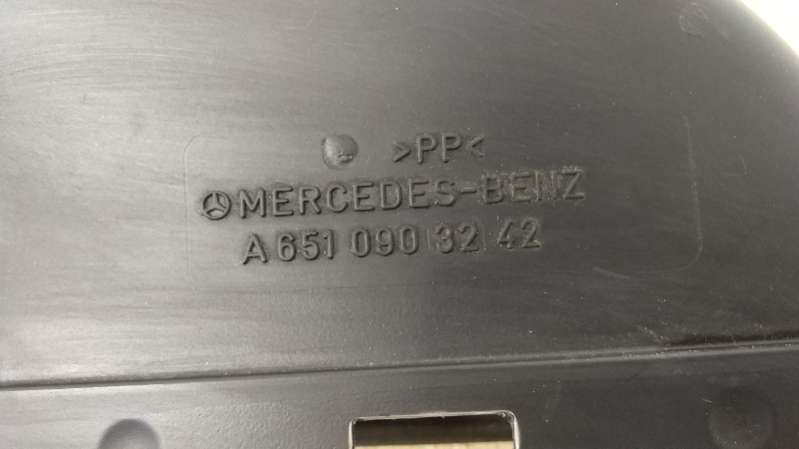 >PP<
MERCEDES-BENZ
A 651 090 32 42